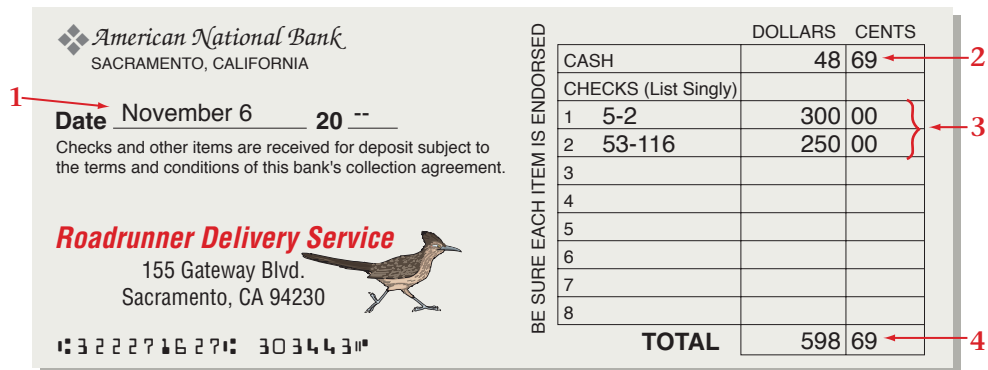 American National Bank
SACRAMENTO, CALIFORNIA
1
Date November 6 20 --
Checks and other items are received for deposit subject to
the terms and conditions of this bank's collection agreement.
Roadrunner Delivery Service
155 Gateway Blvd.
Sacramento, CA 94230
⑆322271627⑆ 303443⑈
BE SURE EACH ITEM IS ENDORSED
DOLLARS CENTS
CASH 48 69 2
CHECKS (List Singly)
1 5-2 300 00
3
2 53-116 250 00
3
4
5
6
7
8
TOTAL 598 69 4